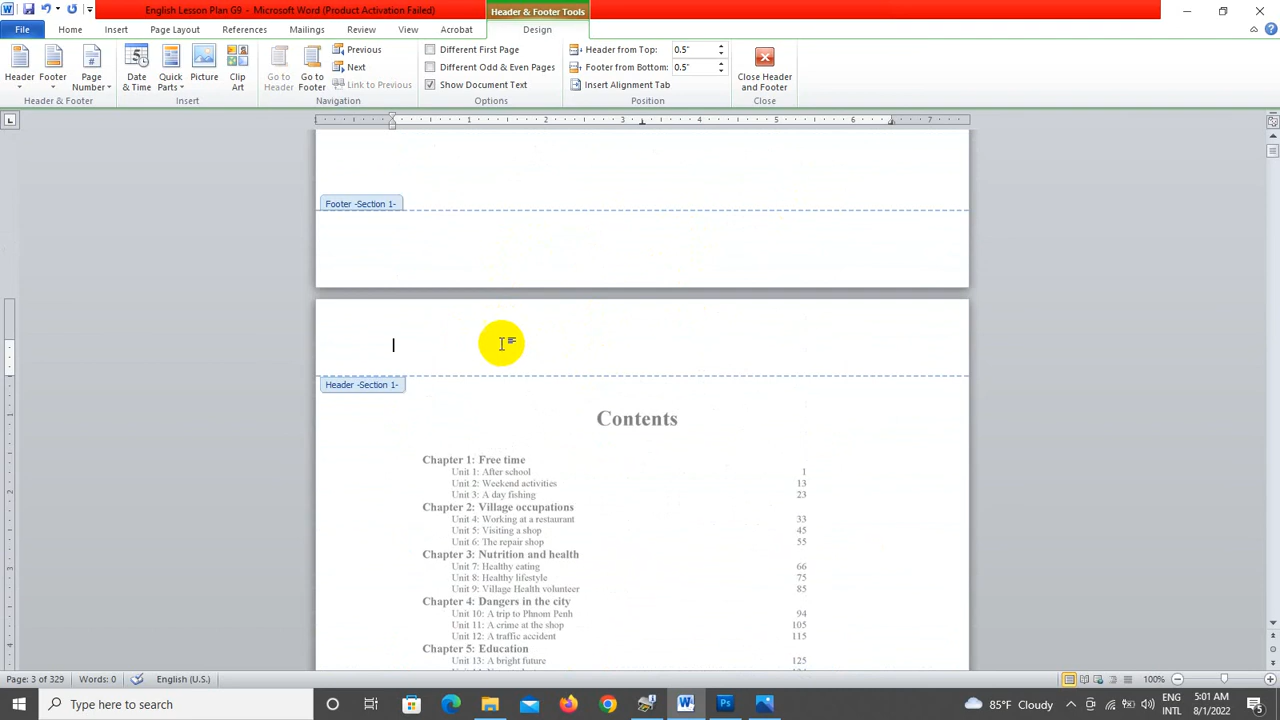 English Lesson Plan G9 - Microsoft Word (Product Activation Failed)
Header & Footer Tools
File
Home
Insert
Page Layout
References
Mailings
Review
View
Acrobat
Design
Header
Footer
Page
Number
Date
& Time
Quick
Parts
Picture
Clip
Art
Go to
Header
Go to
Footer
Previous
Next
Link to Previous
Different First Page
Different Odd & Even Pages
Show Document Text
Header from Top:
0.5"
Footer from Bottom:
0.5"
Insert Alignment Tab
Close Header
and Footer
Header & Footer
Insert
Navigation
Options
Position
Close
1 1 2 3 4 5 6 7
Footer -Section 1-
Header -Section 1-
Contents
Chapter 1: Free time
Unit 1: After school 1
Unit 2: Weekend activities 13
Unit 3: A day fishing 23
Chapter 2: Village occupations
Unit 4: Working at a restaurant 33
Unit 5: Visiting a shop 45
Unit 6: The repair shop 55
Chapter 3: Nutrition and health
Unit 7: Healthy eating 66
Unit 8: Healthy lifestyle 75
Unit 9: Village Health volunteer 85
Chapter 4: Dangers in the city
Unit 10: A trip to Phnom Penh 94
Unit 11: A crime at the shop 105
Unit 12: A traffic accident 115
Chapter 5: Education
Unit 13: A bright future 125
Page: 3 of 329
Words: 0
English (U.S.)
100%
Type here to search
85°F Cloudy
ENG
INTL
5:01 AM
8/1/2022
5